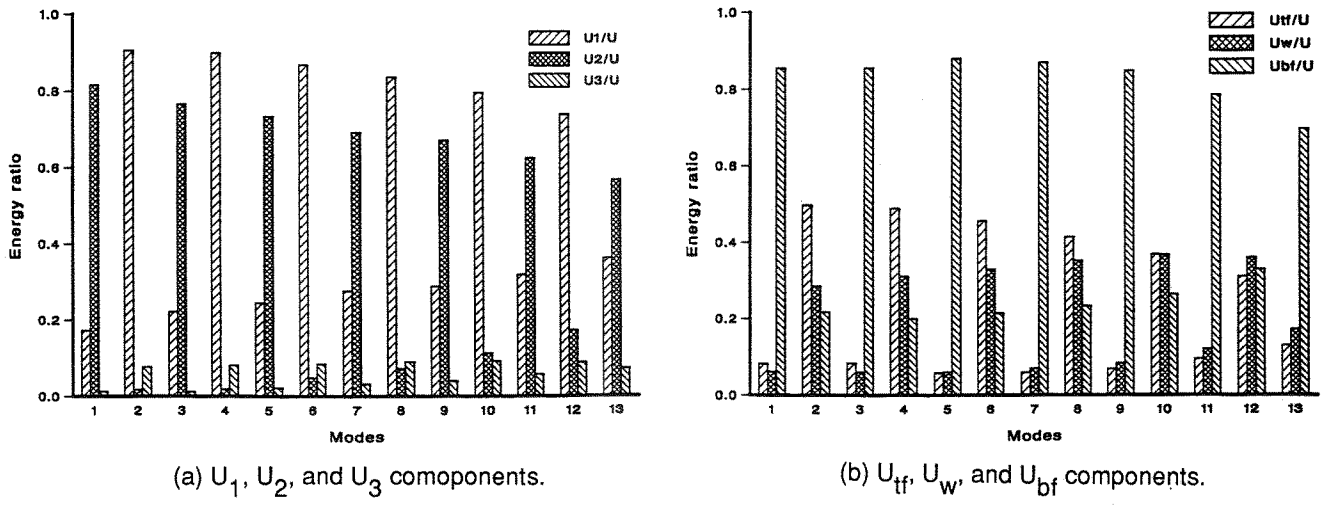 1.0
0.8
0.6
0.4
0.2
0.0
Energy ratio
U1/U
U2/U
U3/U
1 2 3 4 5 6 7 8 9 10 11 12 13
Modes
(a) U1, U2, and U3 comoponents.
1.0
0.8
0.6
0.4
0.2
0.0
Energy ratio
Utf/U
Uw/U
Ubf/U
1 2 3 4 5 6 7 8 9 10 11 12 13
Modes
(b) Utf, Uw, and Ubf components.